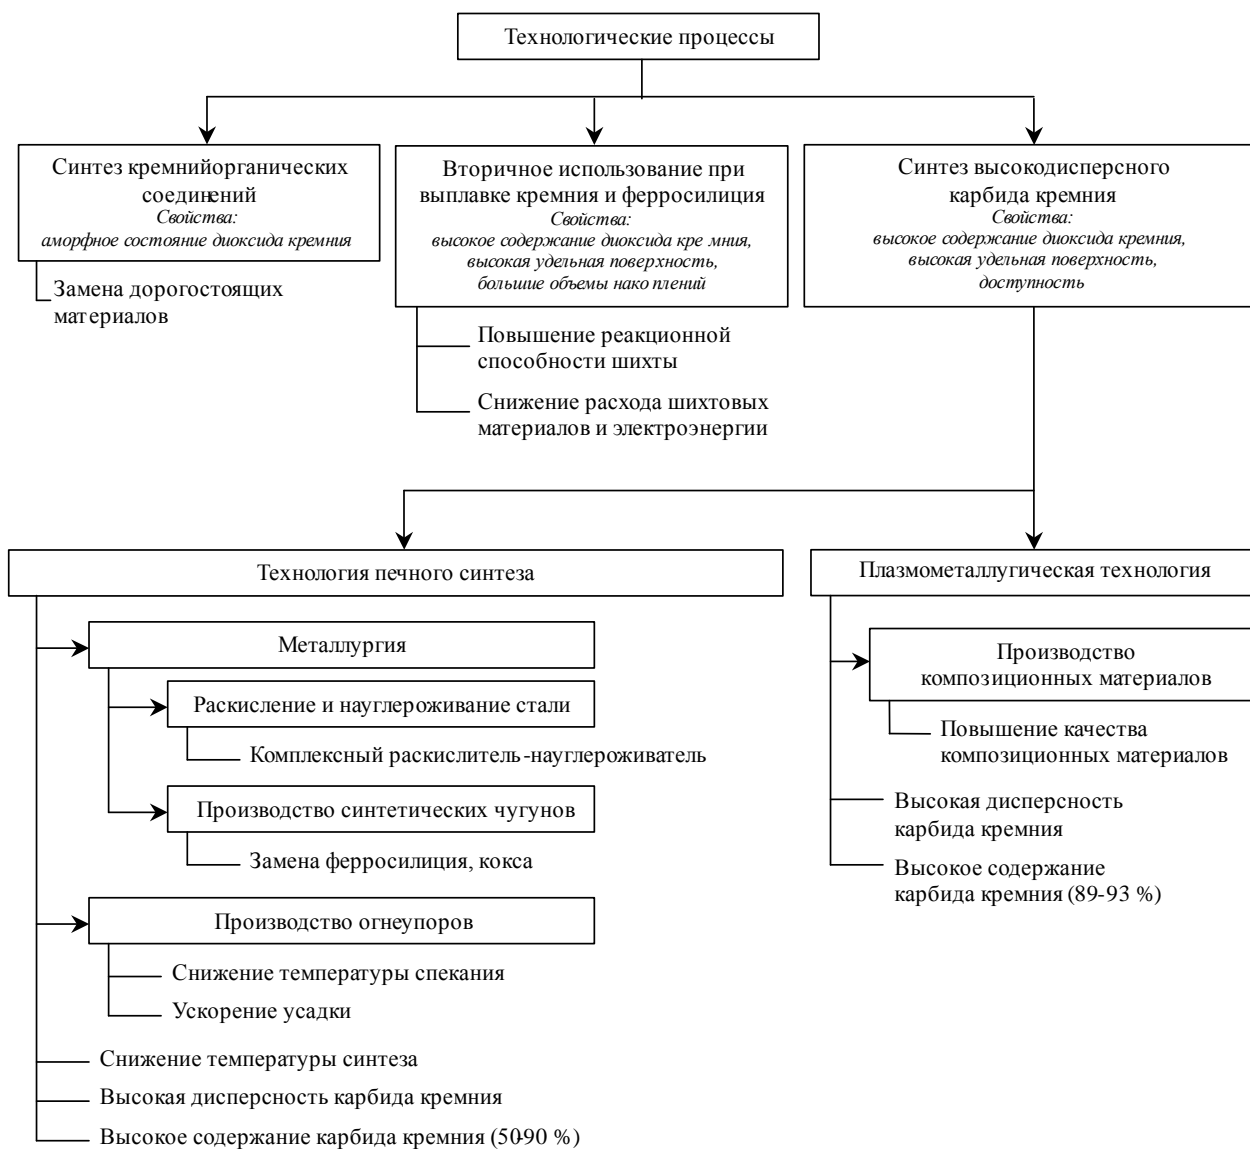 Технологические процессы
Синтез кремнийорганических
соединений
Свойства:
аморфное состояние диоксида кремния
Замена дорогостоящих
материалов
Вторичное использование при
выплавке кремния и ферросилиция
Свойства:
высокое содержание диоксида кре мния,
высокая удельная поверхность,
большие объемы нако плений
Повышение реакционной
способности шихты
Снижение расхода шихтовых
материалов и электроэнергии
Синтез высокодисперсного
карбида кремния
Свойства:
высокое содержание диоксида кремния,
высокая удельная поверхность,
доступность
Технология печного синтеза
Металлургия
Раскисление и науглероживание стали
Комплексный раскислитель-науглероживатель
Производство синтетических чугунов
Замена ферросилиция, кокса
Производство огнеупоров
Снижение температуры спекания
Ускорение усадки
Снижение температуры синтеза
Высокая дисперсность карбида кремния
Высокое содержание карбида кремния (50-90 %)
Плазмометаллугическая технология
Производство
композиционных материалов
Повышение качества
композиционных материалов
Высокая дисперсность
карбида кремния
Высокое содержание
карбида кремния (89-93 %)